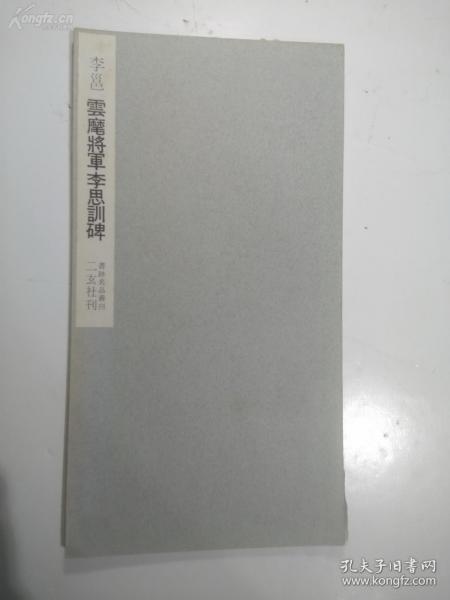 Kongfz.cn
李邕
雲麾將軍李思訓碑
書跡名品叢刊
二玄社刊
孔夫子旧书网
www.kongfz.com